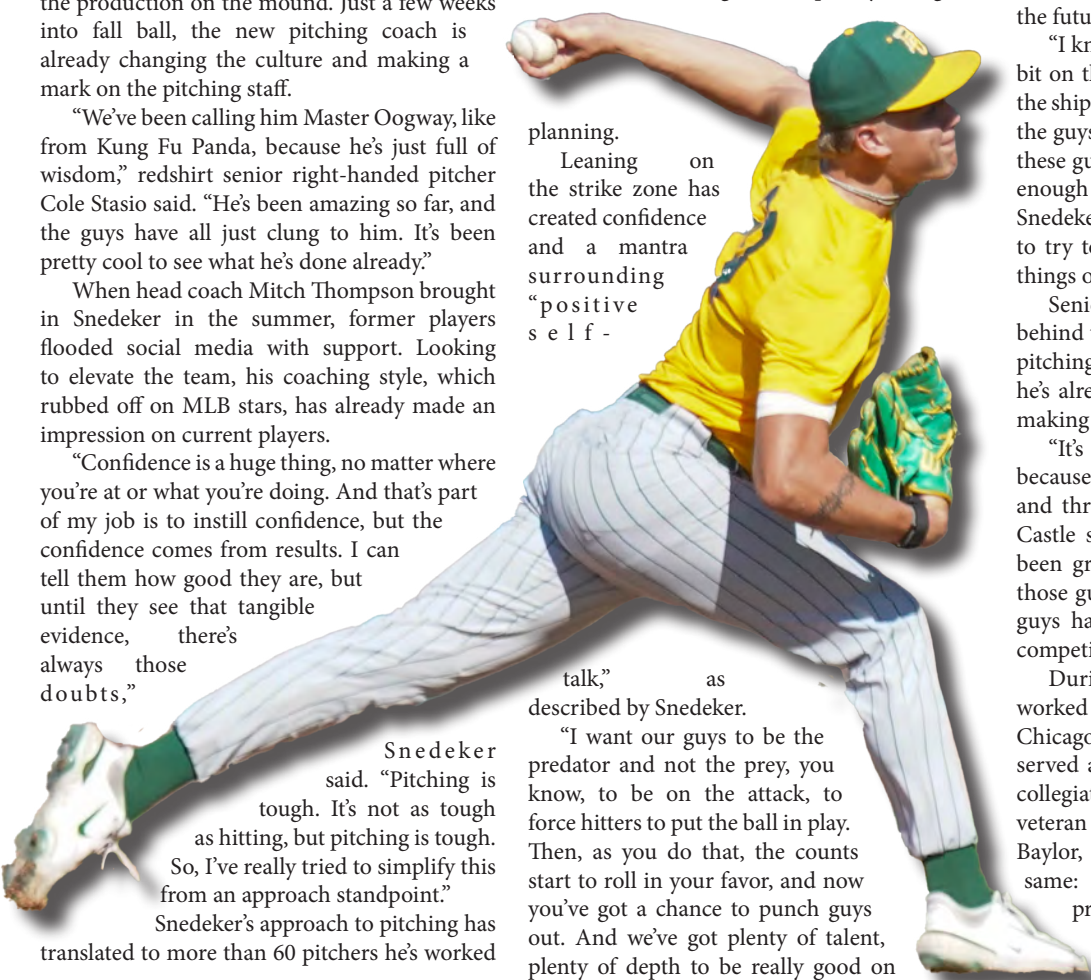 the production on the mound. Just a few weeks
into fall ball, the new pitching coach is
already changing the culture and making a
mark on the pitching staff.
“We’ve been calling him Master Oogway, like
from Kung Fu Panda, because he’s just full of
wisdom,” redshirt senior right-handed pitcher
Cole Stasio said. “He’s been amazing so far, and
the guys have all just clung to him. It’s been
pretty cool to see what he’s done already.”
When head coach Mitch Thompson brought
in Snedeker in the summer, former players
flooded social media with support. Looking
to elevate the team, his coaching style, which
rubbed off on MLB stars, has already made an
impression on current players.
“Confidence is a huge thing, no matter where
you’re at or what you’re doing. And that’s part
of my job is to instill confidence, but the
confidence comes from results. I can
tell them how good they are, but
until they see that tangible
evidence, there’s
always those
doubts,”
Snedeker
said. “Pitching is
tough. It’s not as tough
as hitting, but pitching is tough.
So, I’ve really tried to simplify this
from an approach standpoint.”
Snedeker’s approach to pitching has
translated to more than 60 pitchers he’s worked
planning.
Leaning on
the strike zone has
created confidence
and a mantra
surrounding
“positive
self-
talk,” as
described by Snedeker.
“I want our guys to be the
predator and not the prey, you
know, to be on the attack, to
force hitters to put the ball in play.
Then, as you do that, the counts
start to roll in your favor, and now
you’ve got a chance to punch guys
out. And we’ve got plenty of talent,
plenty of depth to be really good on
the futu
“I kn
bit on th
the ship
the guys
these gu
enough
Snedeke
to try to
things o
Seni
behind
pitching
he’s alre
making
“It’s
because
and thr
Castle s
been gr
those gu
guys ha
competi
Duri
worked
Chicago
served a
collegia
veteran
Baylor,
same:
pr